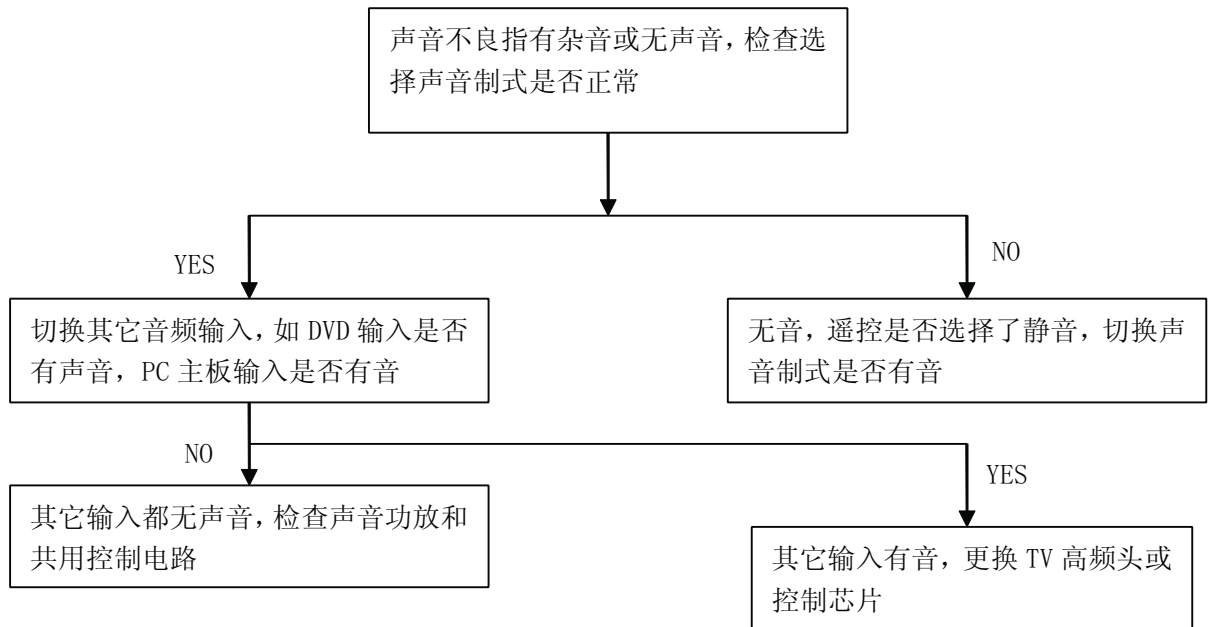 声音不良指有杂音或无声音，检查选
择声音制式是否正常
YES
NO
切换其它音频输入，如 DVD 输入是否
有声音，PC 主板输入是否有音
无音，遥控是否选择了静音，切换声
音制式是否有音
NO
YES
其它输入都无声音，检查声音功放和
共用控制电路
其它输入有音，更换 TV 高频头或
控制芯片